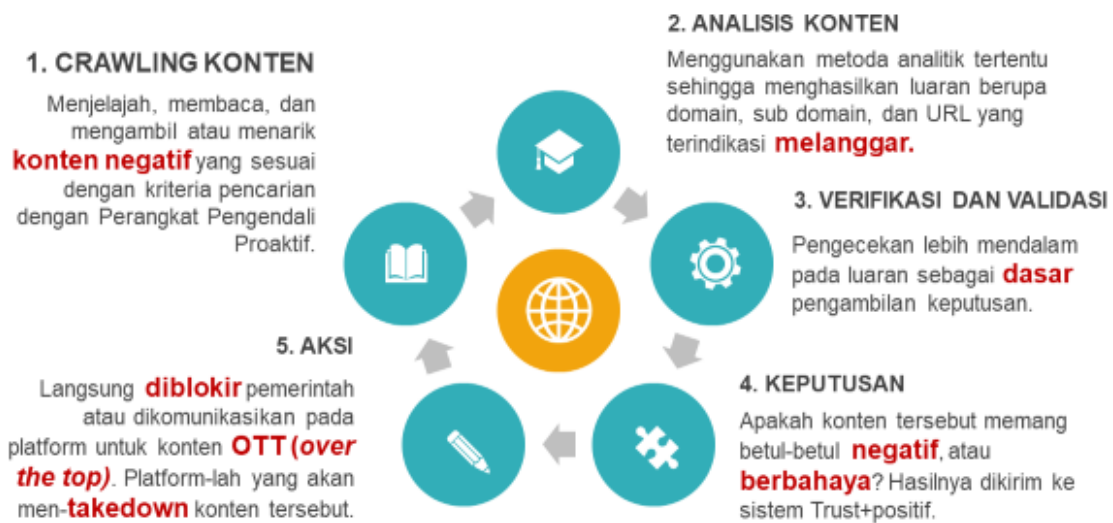 1. CRAWLING KONTEN
Menjelajah, membaca, dan
mengambil atau menarik
konten negatif yang sesuai
dengan kriteria pencarian
dengan Perangkat Pengendali
Proaktif.
2. ANALISIS KONTEN
Menggunakan metoda analitik tertentu
sehingga menghasilkan luaran berupa
domain, sub domain, dan URL yang
terindikasi melanggar.
3. VERIFIKASI DAN VALIDASI
Pengecekan lebih mendalam
pada luaran sebagai dasar
pengambilan keputusan.
4. KEPUTUSAN
Apakah konten tersebut memang
betul-betul negatif, atau
berbahaya? Hasilnya dikirim ke
sistem Trust+positif.
5. AKSI
Langsung diblokir pemerintah
atau dikomunikasikan pada
platform untuk konten OTT (over
the top). Platform-lah yang akan
men-takedown konten tersebut.